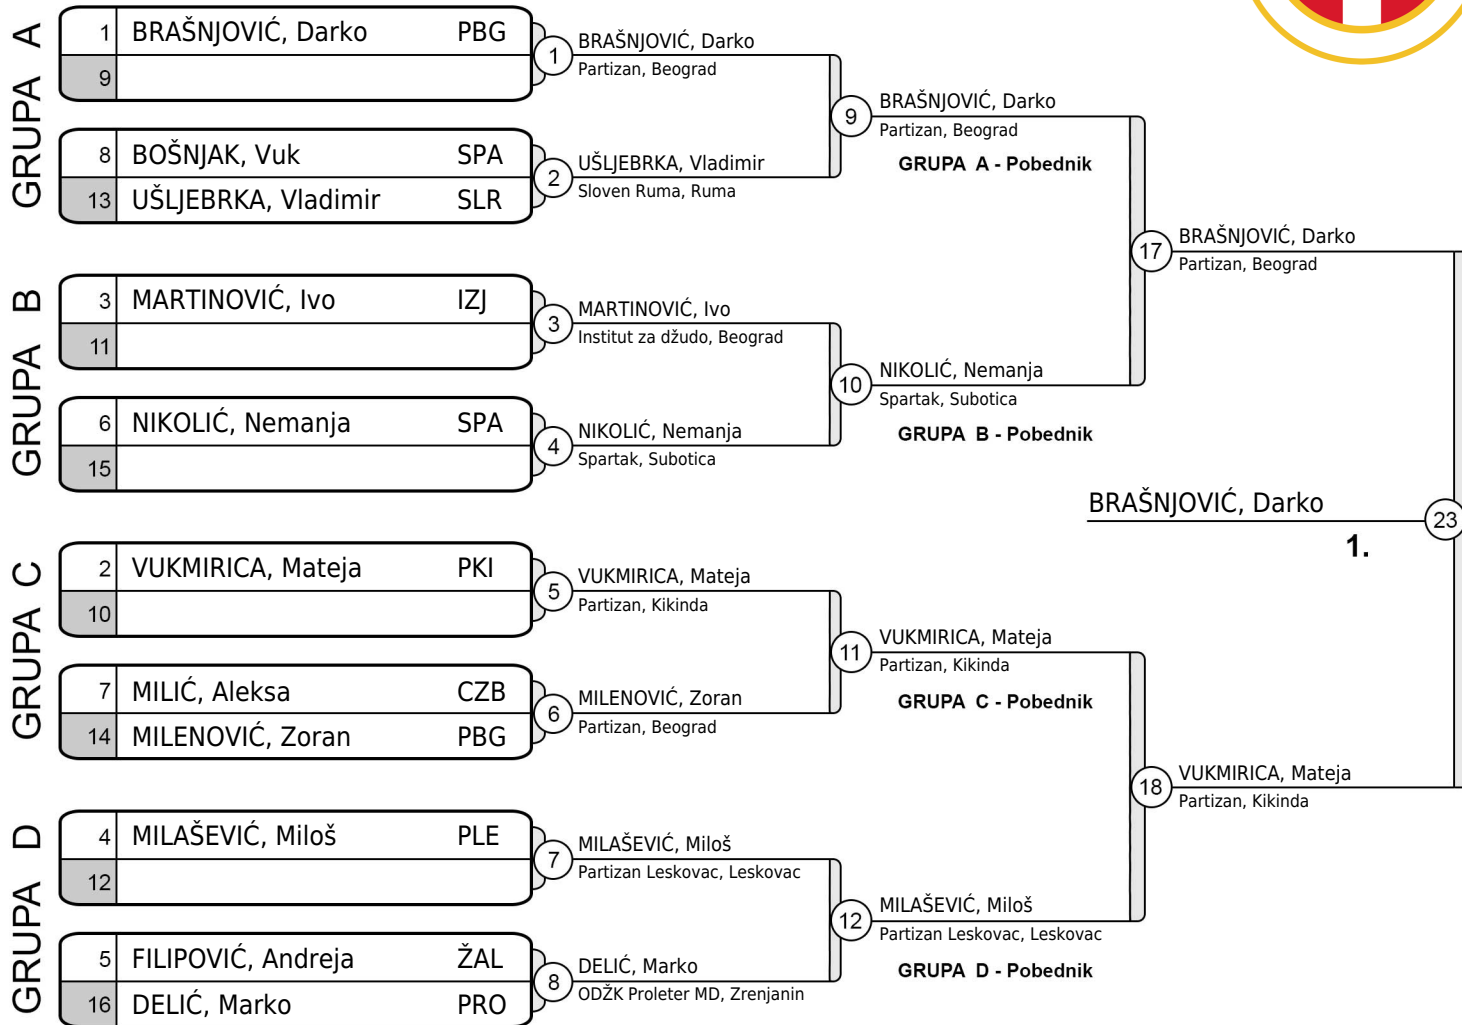 GRUPA A
1 BRAŠNJOVIĆ, Darko PBG
9
8 BOŠNJAK, Vuk SPA
13 UŠLJEBRKA, Vladimir SLR
GRUPA B
3 MARTINOVIĆ, Ivo IZJ
11
6 NIKOLIĆ, Nemanja SPA
15
GRUPA C
2 VUKMIRICA, Mateja PKI
10
7 MILIĆ, Aleksa CZB
14 MILENOVIĆ, Zoran PBG
GRUPA D
4 MILAŠEVIĆ, Miloš PLE
12
5 FILIPOVIĆ, Andreja ŽAL
16 DELIĆ, Marko PRO
1 BRAŠNJOVIĆ, Darko
Partizan, Beograd
2 UŠLJEBRKA, Vladimir
Sloven Ruma, Ruma
3 MARTINOVIĆ, Ivo
Institut za džudo, Beograd
4 NIKOLIĆ, Nemanja
Spartak, Subotica
5 VUKMIRICA, Mateja
Partizan, Kikinda
6 MILENOVIĆ, Zoran
Partizan, Beograd
7 MILAŠEVIĆ, Miloš
Partizan Leskovac, Leskovac
8 DELIĆ, Marko
ODŽK Proleter MD, Zrenjanin
9 BRAŠNJOVIĆ, Darko
Partizan, Beograd
GRUPA A - Pobednik
10 NIKOLIĆ, Nemanja
Spartak, Subotica
GRUPA B - Pobednik
11 VUKMIRICA, Mateja
Partizan, Kikinda
GRUPA C - Pobednik
12 MILAŠEVIĆ, Miloš
Partizan Leskovac, Leskovac
GRUPA D - Pobednik
17 BRAŠNJOVIĆ, Darko
Partizan, Beograd
18 VUKMIRICA, Mateja
Partizan, Kikinda
BRAŠNJOVIĆ, Darko 23
1.